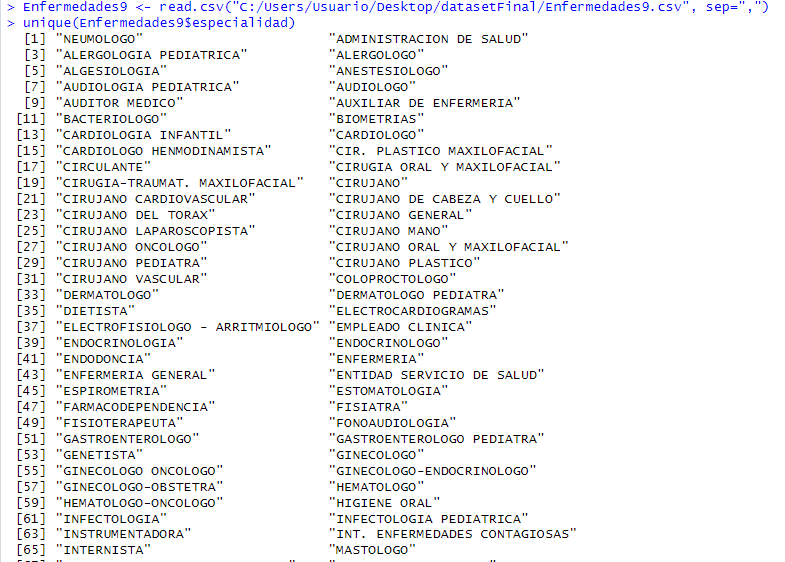 > Enfermedades9 <- read.csv("C:/Users/Usuario/Desktop/datasetFinal/Enfermedades9.csv", sep=",")
> unique(Enfermedades9$especialidad)
[1] "NEUMOLOGO" "ADMINISTRACION DE SALUD"
[3] "ALERGOLOGIA PEDIATRICA" "ALERGOLOGO"
[5] "ALGESIOLOGIA" "ANESTESIOLOGO"
[7] "AUDIOLOGIA PEDIATRICA" "AUDIOLOGO"
[9] "AUDITOR MEDICO" "AUXILIAR DE ENFERMERIA"
[11] "BACTERIOLOGO" "BIOMETRIAS"
[13] "CARDIOLOGIA INFANTIL" "CARDIOLOGO"
[15] "CARDIOLOGO HENMODINAMISTA" "CIR. PLASTICO MAXILOFACIAL"
[17] "CIRCULANTE" "CIRUGIA ORAL Y MAXILOFACIAL"
[19] "CIRUGIA-TRAUMAT. MAXILOFACIAL" "CIRUJANO"
[21] "CIRUJANO CARDIOVASCULAR" "CIRUJANO DE CABEZA Y CUELLO"
[23] "CIRUJANO DEL TORAX" "CIRUJANO GENERAL"
[25] "CIRUJANO LAPAROSCOPISTA" "CIRUJANO MANO"
[27] "CIRUJANO ONCOLOGO" "CIRUJANO ORAL Y MAXILOFACIAL"
[29] "CIRUJANO PEDIATRA" "CIRUJANO PLASTICO"
[31] "CIRUJANO VASCULAR" "COLOPROCTOLOGO"
[33] "DERMATOLOGO" "DERMATOLOGO PEDIATRA"
[35] "DIETISTA" "ELECTROCARDIOGRAMAS"
[37] "ELECTROFISIOLOGO - ARRITMIOLOGO" "EMPLEADO CLINICA"
[39] "ENDOCRINOLOGIA" "ENDOCRINOLOGO"
[41] "ENDODONCIA" "ENFERMERIA"
[43] "ENFERMERIA GENERAL" "ENTIDAD SERVICIO DE SALUD"
[45] "ESPIROMETRIA" "ESTOMATOLOGIA"
[47] "FARMACODEPENDENCIA" "FISIATRA"
[49] "FISIOTERAPEUTA" "FONOAUDIOLOGIA"
[51] "GASTROENTEROLOGO" "GASTROENTEROLOGO PEDIATRA"
[53] "GENETISTA" "GINECOLOGO"
[55] "GINECOLOGO ONCOLOGO" "GINECOLOGO-ENDOCRINOLOGO"
[57] "GINECOLOGO-OBSTETRA" "HEMATOLOGO"
[59] "HEMATOLOGO-ONCOLOGO" "HIGIENE ORAL"
[61] "INFECTOLOGIA" "INFECTOLOGIA PEDIATRICA"
[63] "INSTRUMENTADORA" "INT. ENFERMEDADES CONTAGIOSAS"
[65] "INTERNISTA" "MASTOLOGO"